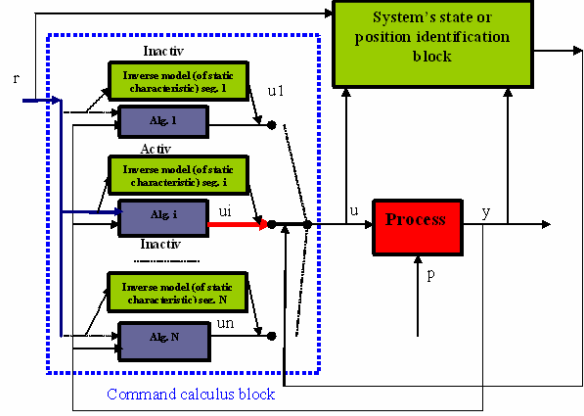 System's state or
position identification
block
Inactiv
r
Inverse model (of static
characteristic) seg. 1
u1
Alg. 1
Activ
Inverse model (of static
characteristic) seg. i
Alg. i
ui
u
Process
y
Inactiv
p
Inverse model (of static
characteristic) seg. N
un
Alg. N
Command calculus block